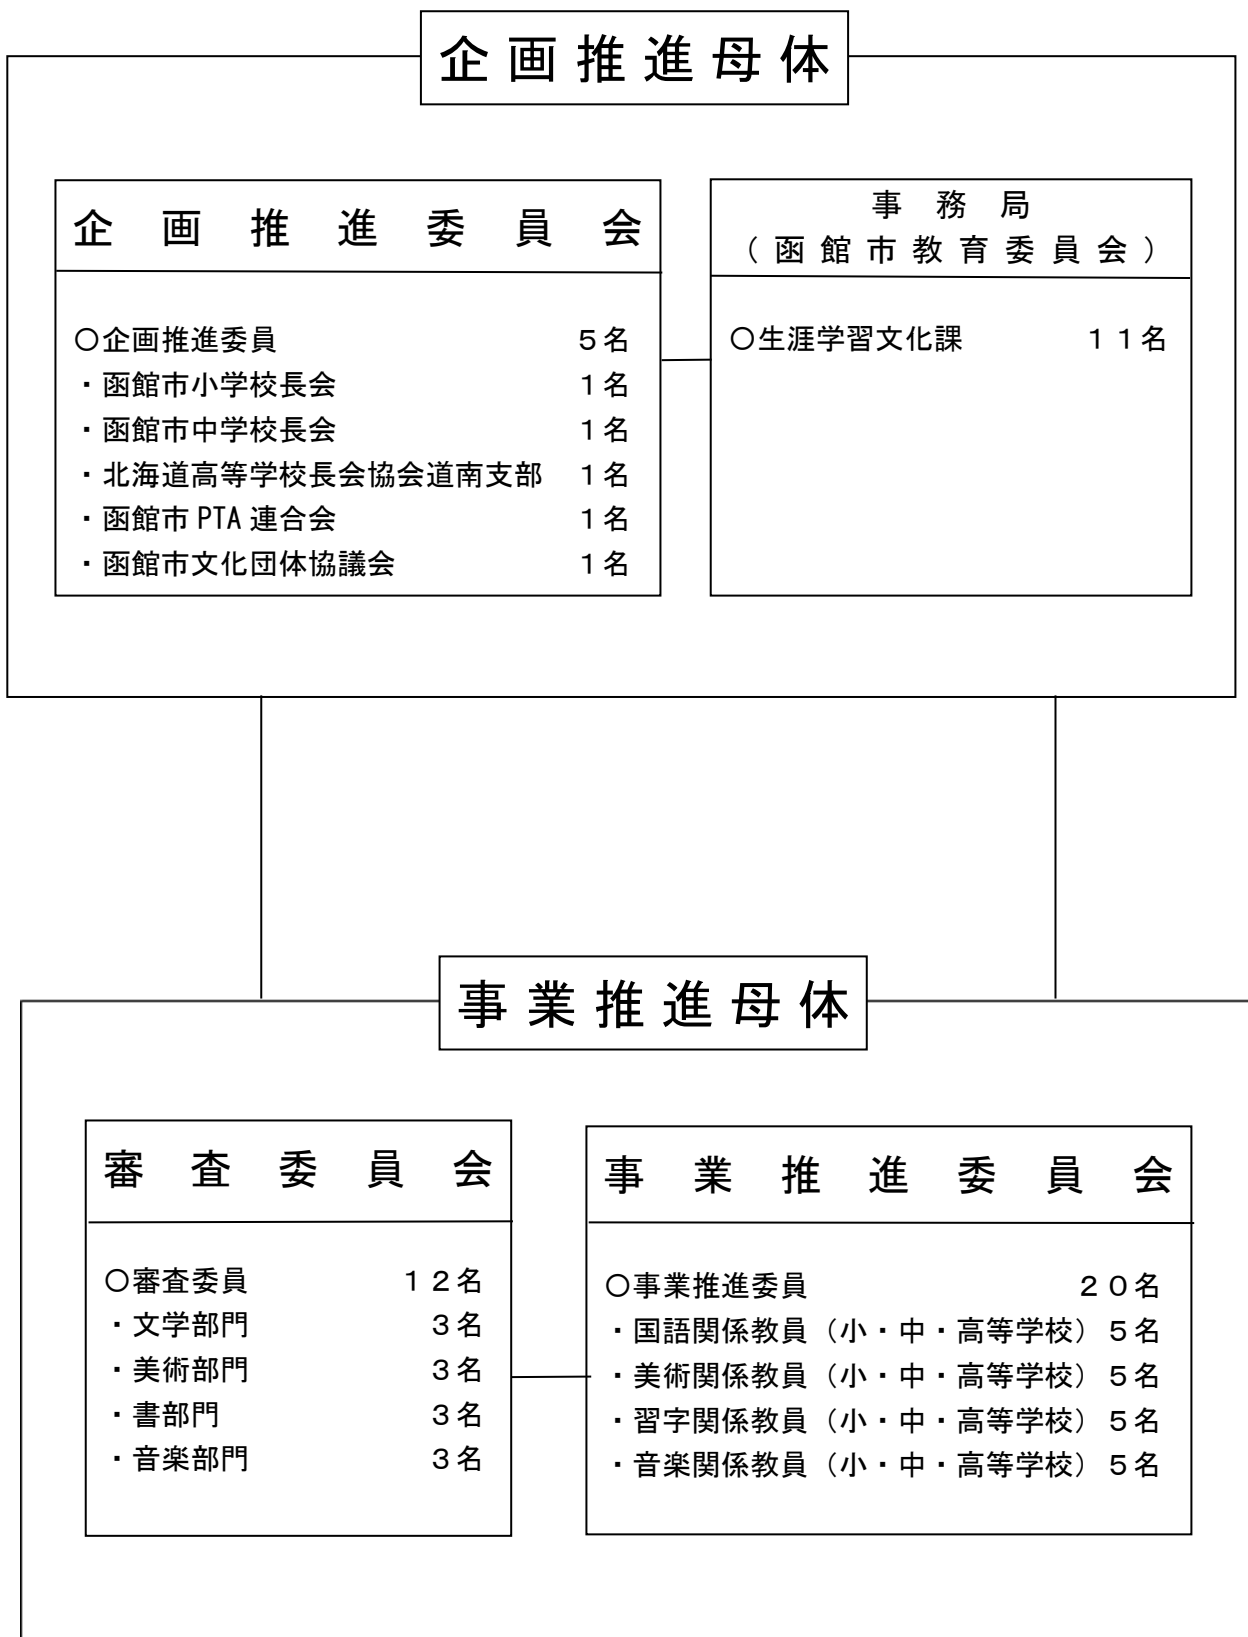 企画推進母体
企画推進委員会
○企画推進委員 5名
・函館市小学校長会 1名
・函館市中学校長会 1名
・北海道高等学校長会協会道南支部 1名
・函館市PTA連合会 1名
・函館市文化団体協議会 1名
事務局
(函館市教育委員会)
○生涯学習文化課 11名
事業推進母体
審査委員会
○審査委員 12名
・文学部門 3名
・美術部門 3名
・書部門 3名
・音楽部門 3名
事業推進委員会
○事業推進委員 20名
・国語関係教員(小・中・高等学校)5名
・美術関係教員(小・中・高等学校)5名
・習字関係教員(小・中・高等学校)5名
・音楽関係教員(小・中・高等学校)5名